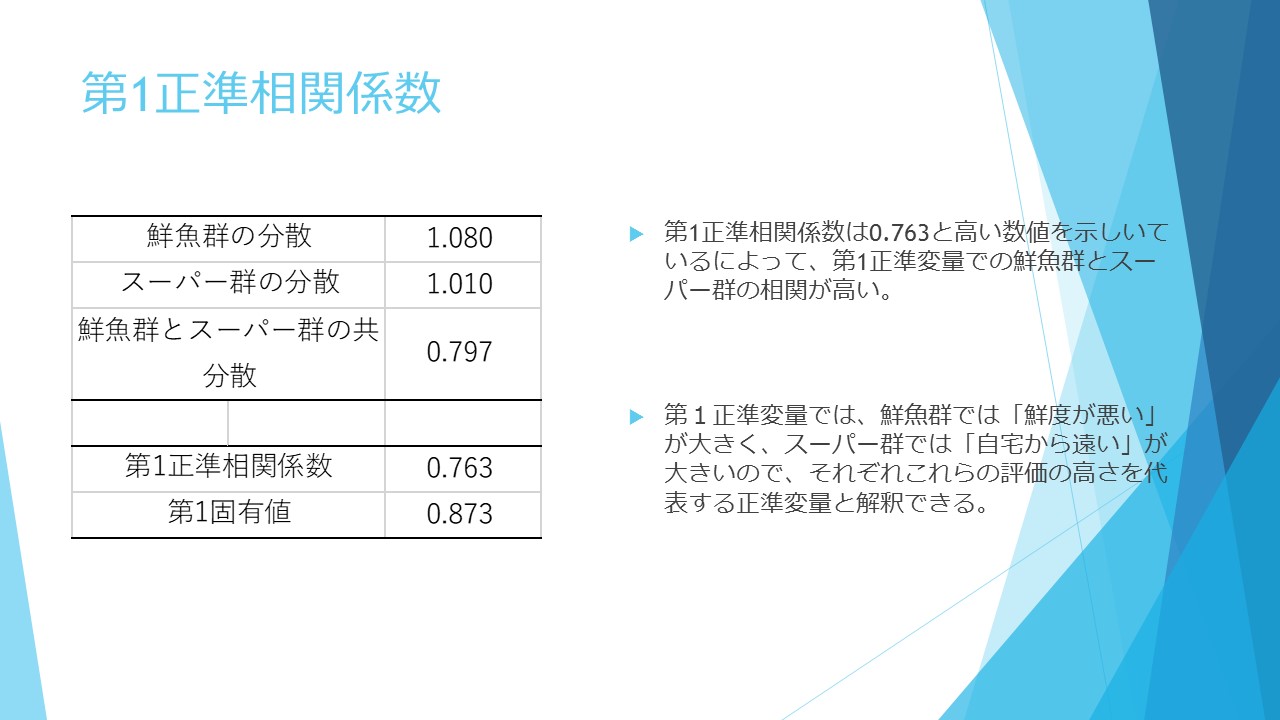 第1正準相関係数
鮮魚群の分散 1.080
スーパー群の分散 1.010
鮮魚群とスーパー群の共
分散 0.797
第1正準相関係数 0.763
第1固有値 0.873
第1正準相関係数は0.763と高い数値を示しいて
いるによって、第1正準変量での鮮魚群とスー
パー群の相関が高い。
第１正準変量では、鮮魚群では「鮮度が悪い」
が大きく、スーパー群では「自宅から遠い」が
大きいので、それぞれこれらの評価の高さを代
表する正準変量と解釈できる。